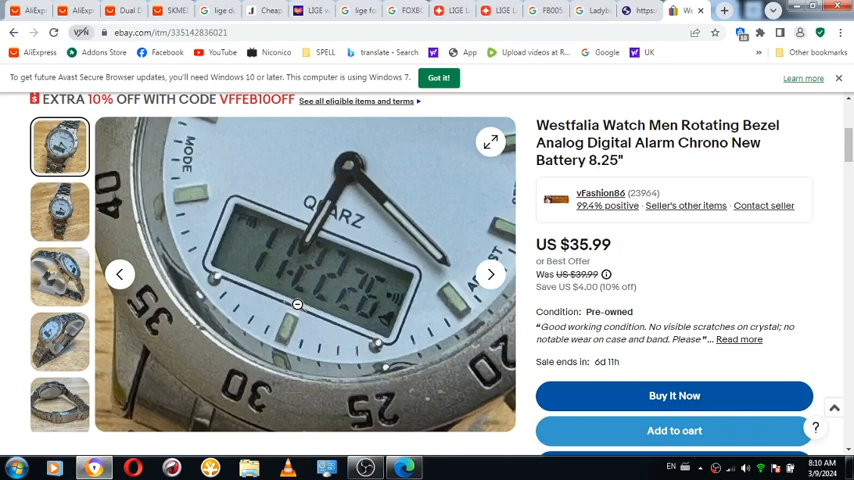 AliExp
AliExp
Dual D
SKME
lige di
Cheap
LIGE w
lige fo
FOXBO
LIGE L
LIGE L
FB005
Ladyb
https:
W
VPN
ebay.com/itm/335142836021
10
AliExpress
Addons Store
Facebook
YouTube
Niconico
SPELL
translate - Search
App
Upload videos at r...
Google
UK
»
Other bookmarks
To get future Avast Secure Browser updates, you'll need Windows 10 or later. This computer is using Windows 7.
Got it!
Learn more
EXTRA 10% OFF WITH CODE VFFEB10OFF
See all eligible items and terms ▸
MODE
QUARZ
40
35
30
25
20
Westfalia Watch Men Rotating Bezel
Analog Digital Alarm Chrono New
Battery 8.25"
vFashion86 (23964)
99.4% positive · Seller's other items · Contact seller
US $35.99
or Best Offer
Was US $39.99
Save US $4.00 (10% off)
Condition: Pre-owned
“Good working condition. No visible scratches on crystal; no
notable wear on case and band. Please ”... Read more
Sale ends in: 6d 11h
Buy It Now
Add to cart
?
EN
8:10 AM
3/9/2024